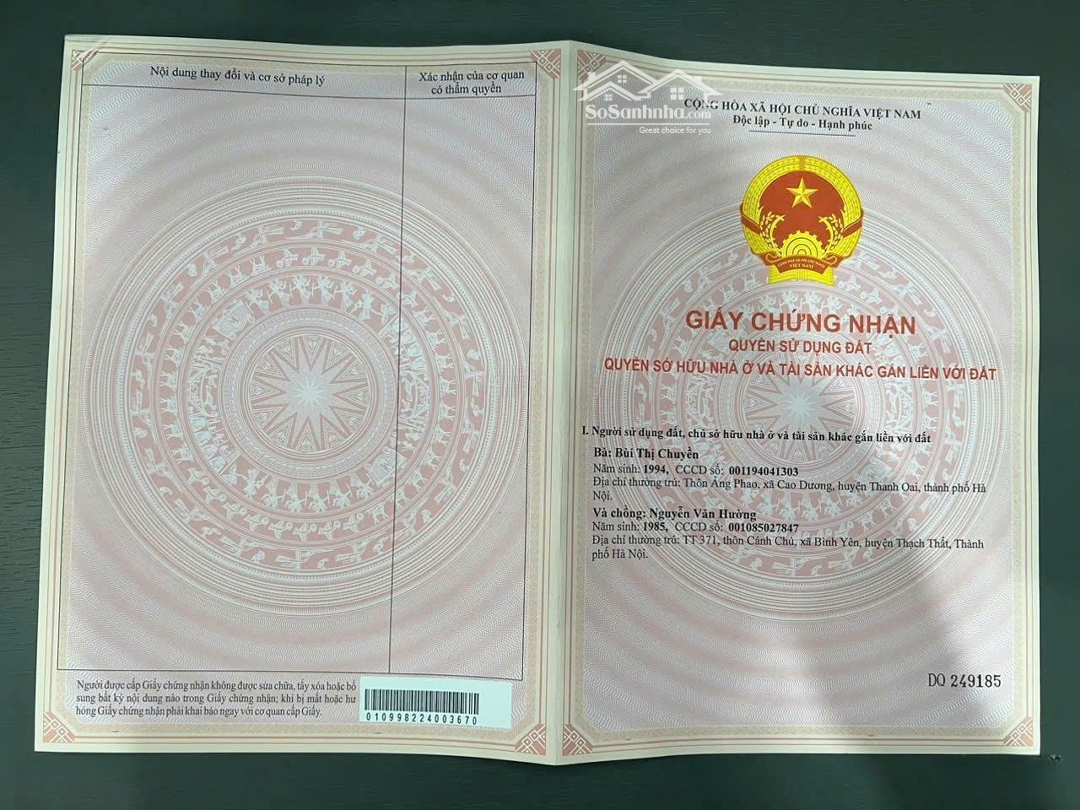 Nội dung thay đổi và cơ sở pháp lý
Xác nhận của cơ quan
có thẩm quyền
Người được cấp Giấy chứng nhận không được sửa chữa, tẩy xóa hoặc bổ
sung bất kỳ nội dung nào trong Giấy chứng nhận; khi bị mất hoặc hư
hỏng Giấy chứng nhận phải khai báo ngay với cơ quan cấp Giấy.
010998224003670
SoSanhnha.com
Great choice for you
CỘNG HÒA XÃ HỘI CHỦ NGHĨA VIỆT NAM
Độc lập - Tự do - Hạnh phúc
VIỆT NAM
GIẤY CHỨNG NHẬN
QUYỀN SỬ DỤNG ĐẤT
QUYỀN SỞ HỮU NHÀ Ở VÀ TÀI SẢN KHÁC GẮN LIỀN VỚI ĐẤT
I. Người sử dụng đất, chủ sở hữu nhà ở và tài sản khác gắn liền với đất
Bà: Bùi Thị Chuyền
Năm sinh: 1994, CCCD số: 001194041303
Địa chỉ thường trú: Thôn Áng Phao, xã Cao Dương, huyện Thanh Oai, thành phố Hà
Nội.
Và chồng: Nguyễn Văn Hường
Năm sinh: 1985, CCCD số: 001085027847
Địa chỉ thường trú: TT 371, thôn Cánh Chủ, xã Bình Yên, huyện Thạch Thất, Thành
phố Hà Nội.
DO 249185